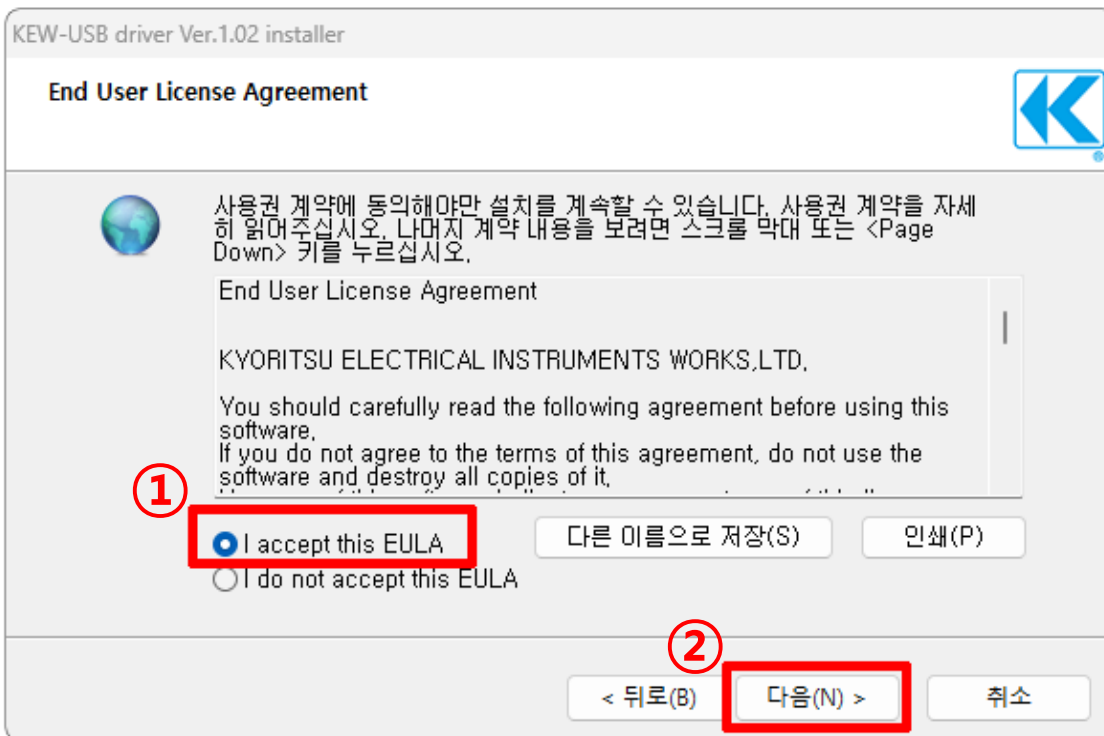 KEW-USB driver Ver.1.02 installer
End User License Agreement
사용권 계약에 동의해야만 설치를 계속할 수 있습니다. 사용권 계약을 자세
히 읽어주십시오. 나머지 계약 내용을 보려면 스크롤 막대 또는 <Page
Down> 키를 누르십시오.
End User License Agreement
KYORITSU ELECTRICAL INSTRUMENTS WORKS,LTD.
You should carefully read the following agreement before using this
software.
If you do not agree to the terms of this agreement, do not use the
software and destroy all copies of it.
①
I accept this EULA
다른 이름으로 저장(S)
인쇄(P)
I do not accept this EULA
②
< 뒤로(B)
다음(N) >
취소